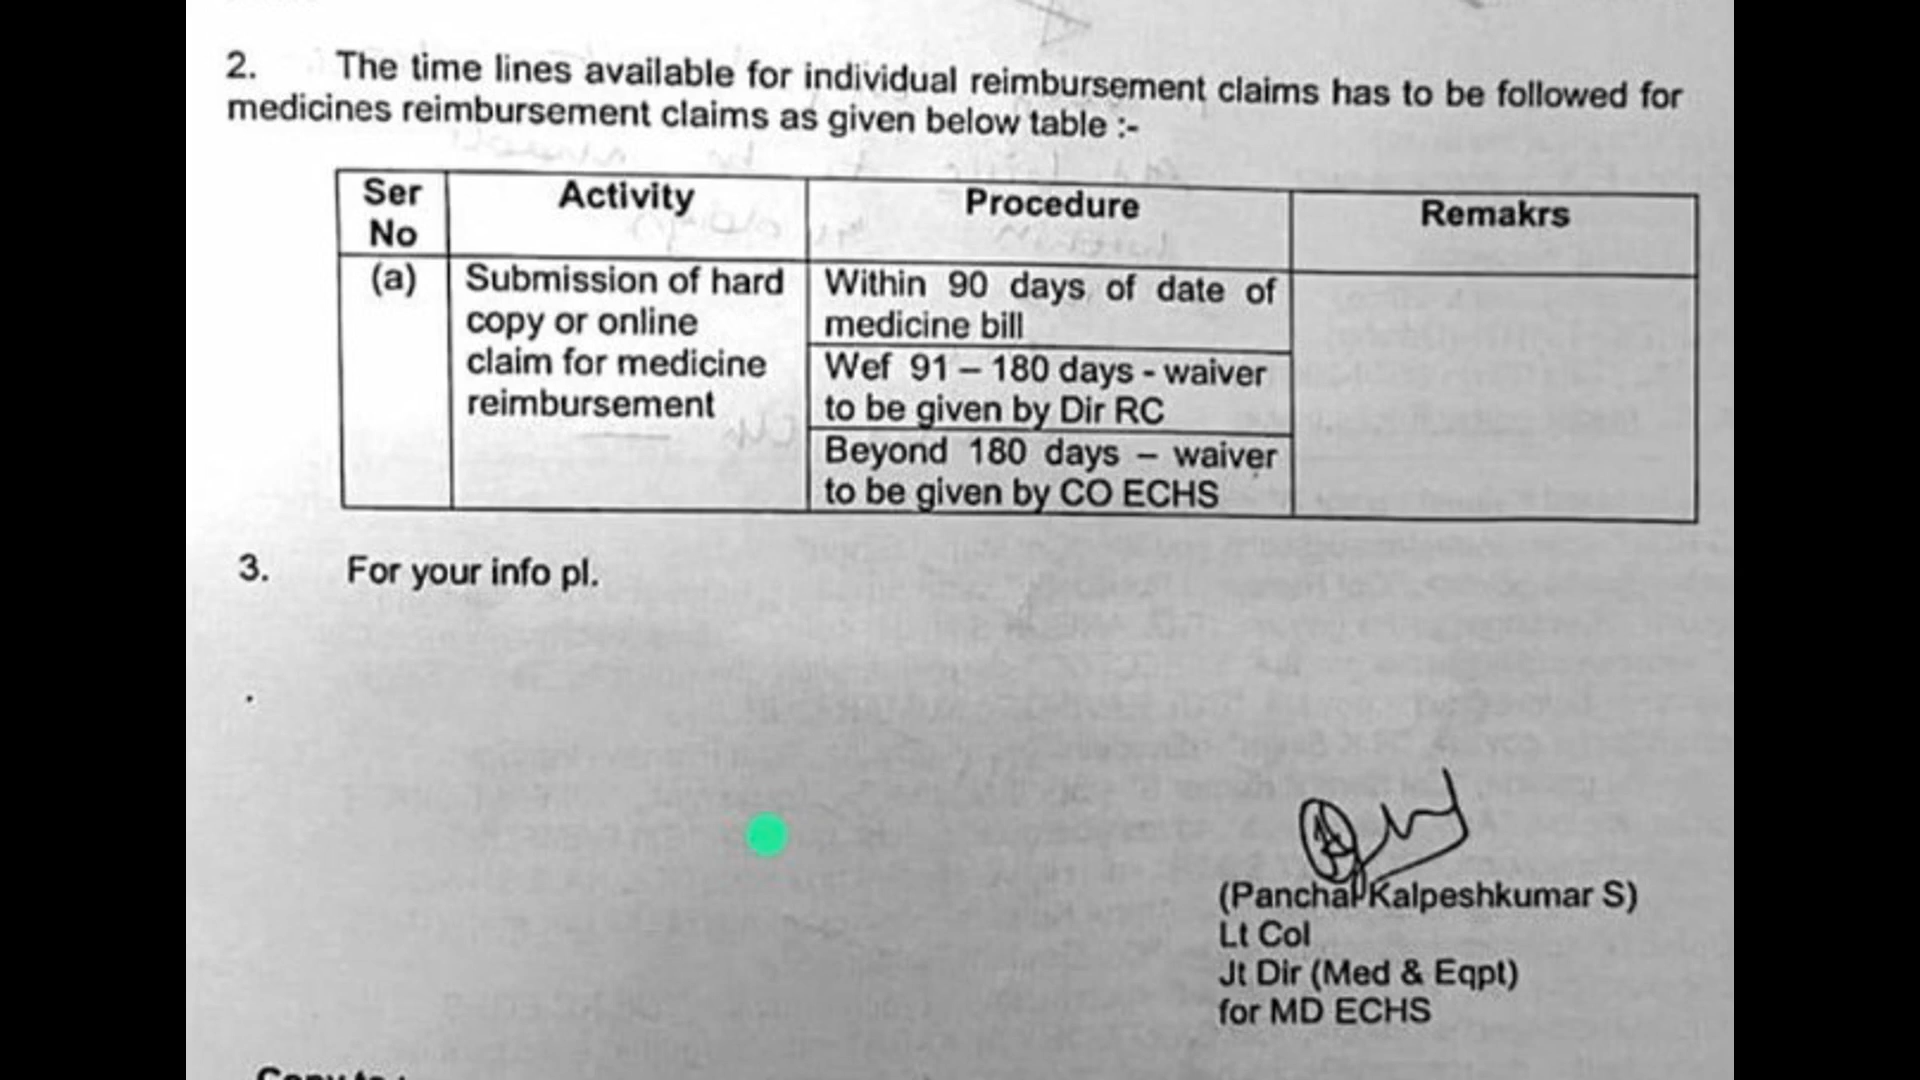 2. The time lines available for individual reimbursement claims has to be followed for
medicines reimbursement claims as given below table :-
Ser No Activity Procedure Remakrs
(a) Submission of hard copy or online claim for medicine reimbursement
Within 90 days of date of
medicine bill
Wef 91 – 180 days - waiver
to be given by Dir RC
Beyond 180 days – waiver
to be given by CO ECHS
3. For your info pl.
(Panchal Kalpeshkumar S)
Lt Col
Jt Dir (Med & Eqpt)
for MD ECHS
Copy to :